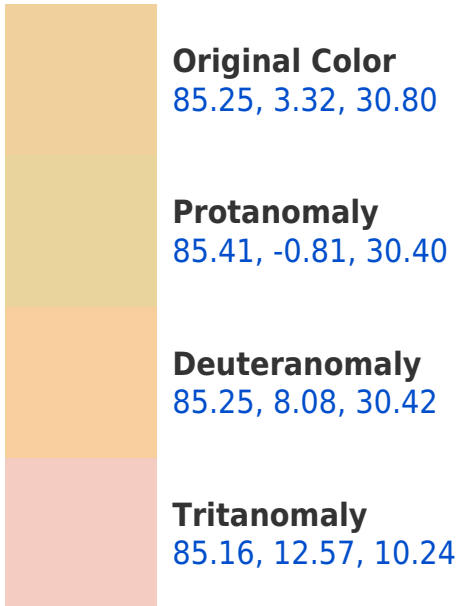 Original Color
85.25, 3.32, 30.80
Protanomaly
85.41, -0.81, 30.40
Deuteranomaly
85.25, 8.08, 30.42
Tritanomaly
85.16, 12.57, 10.24